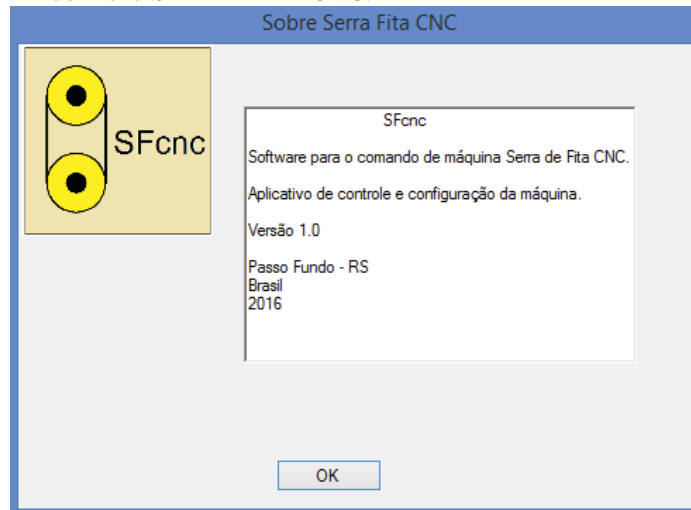 Sobre Serra Fita CNC
SFcnc
SFcnc
Software para o comando de máquina Serra de Fita CNC.
Aplicativo de controle e configuração da máquina.
Versão 1.0
Passo Fundo - RS
Brasil
2016
OK